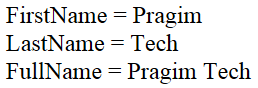 FirstName = Pragim
LastName = Tech
FullName = Pragim Tech